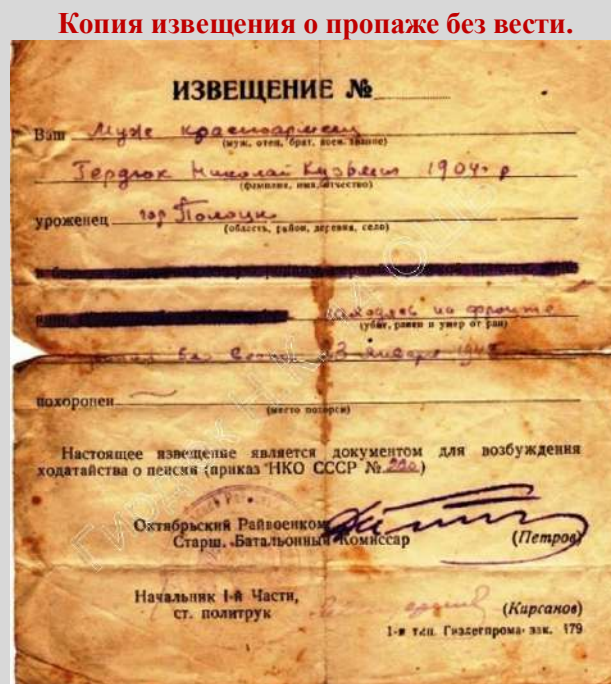 Копия извещения о пропаже без вести.
ИЗВЕЩЕНИЕ №
Ваш муж красноармеец
(муж, отец, брат, воен. звание)
Гердюк Николай Кузьмич 1904 г р
(фамилия, имя, отчество)
уроженец гор Полоцк
(область, район, деревня, село)
находясь на фронте
(убит, ранен и умер от ран)
пропал без вести января
похоронен
(место похорон)
Настоящее извещение является документом для возбуждения
ходатайства о пенсии (приказ НКО СССР № 220)
Октябрьский Райвоенком
Старш. Батальонный Комиссар (Петров)
Начальник 1-й Части,
ст. политрук (Кирсанов)
1-я тип. Гизлегпрома зак. 179